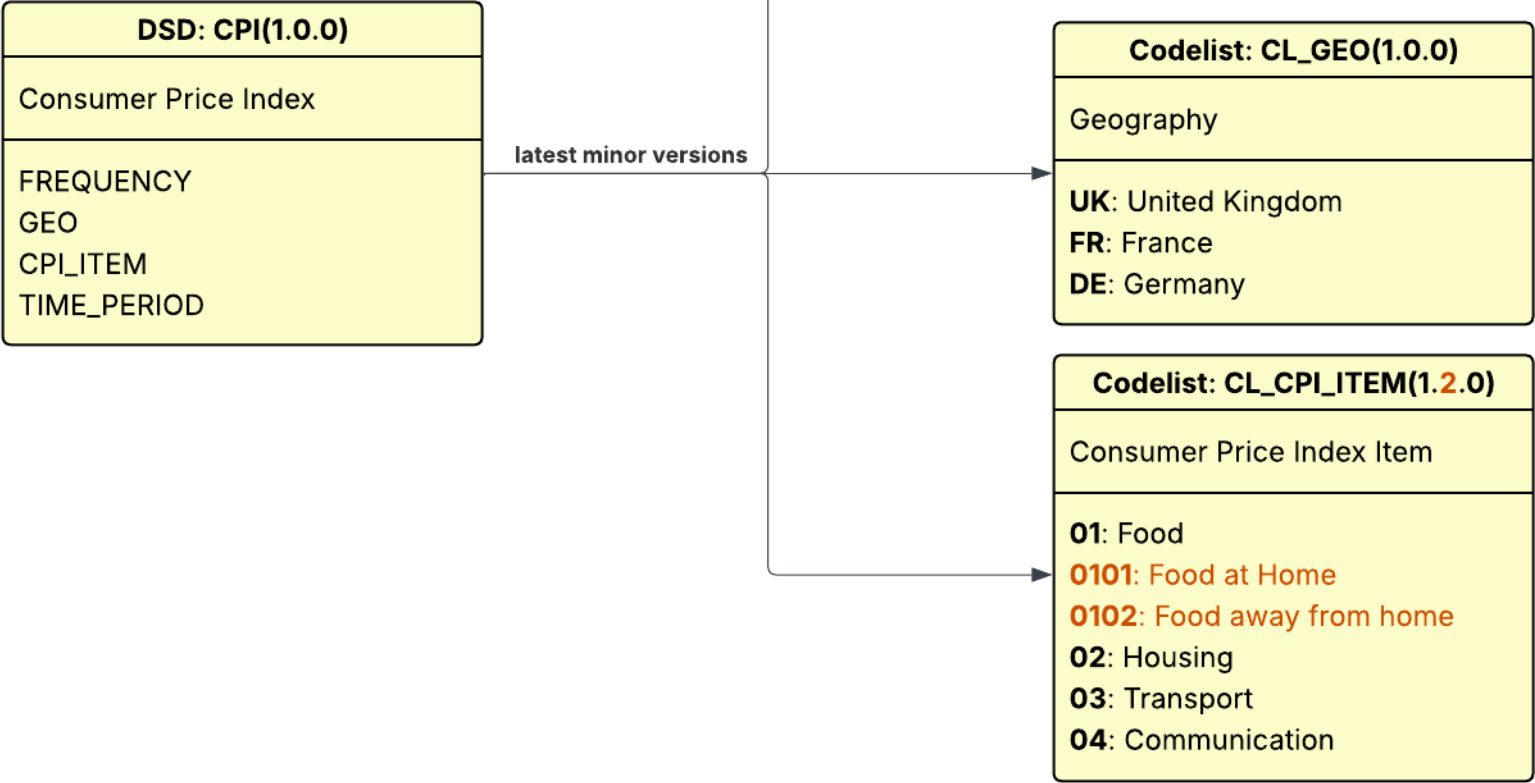 DSD: CPI(1.0.0)
Consumer Price Index
FREQUENCY
GEO
CPI_ITEM
TIME_PERIOD
latest minor versions
Codelist: CL_GEO(1.0.0)
Geography
UK: United Kingdom
FR: France
DE: Germany
Codelist: CL_CPI_ITEM(1.2.0)
Consumer Price Index Item
01: Food
0101: Food at Home
0102: Food away from home
02: Housing
03: Transport
04: Communication